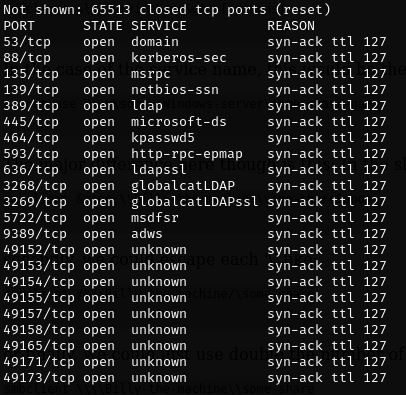 Not shown: 65513 closed tcp ports (reset)
PORT      STATE SERVICE          REASON
53/tcp    open  domain           syn-ack ttl 127
88/tcp    open  kerberos-sec     syn-ack ttl 127
135/tcp   open  msrpc            syn-ack ttl 127
139/tcp   open  netbios-ssn      syn-ack ttl 127
389/tcp   open  ldap             syn-ack ttl 127
445/tcp   open  microsoft-ds     syn-ack ttl 127
464/tcp   open  kpasswd5         syn-ack ttl 127
593/tcp   open  http-rpc-epmap   syn-ack ttl 127
636/tcp   open  ldapssl          syn-ack ttl 127
3268/tcp  open  globalcatLDAP    syn-ack ttl 127
3269/tcp  open  globalcatLDAPssl syn-ack ttl 127
5722/tcp  open  msdfsr           syn-ack ttl 127
9389/tcp  open  adws             syn-ack ttl 127
49152/tcp open  unknown          syn-ack ttl 127
49153/tcp open  unknown          syn-ack ttl 127
49154/tcp open  unknown          syn-ack ttl 127
49155/tcp open  unknown          syn-ack ttl 127
49157/tcp open  unknown          syn-ack ttl 127
49158/tcp open  unknown          syn-ack ttl 127
49165/tcp open  unknown          syn-ack ttl 127
49171/tcp open  unknown          syn-ack ttl 127
49173/tcp open  unknown          syn-ack ttl 127